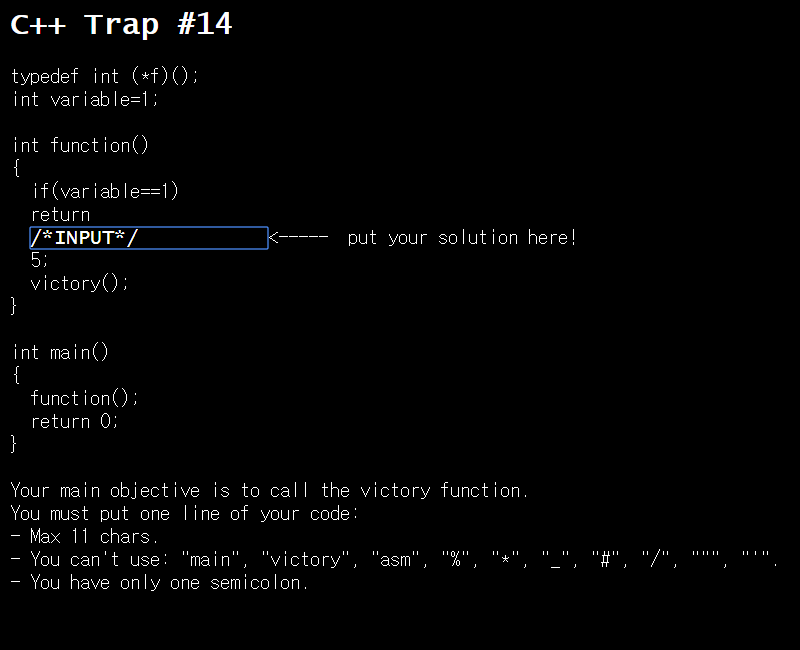 C++ Trap #14
typedef int (*f)();
int variable=1;
int function()
{
if(variable==1)
return
/*INPUT*/ <----- put your solution here!
5;
victory();
}
int main()
{
function();
return 0;
}
Your main objective is to call the victory function.
You must put one line of your code:
- Max 11 chars.
- You can't use: "main", "victory", "asm", "%", "*", "_", "#", "/", """, "'".
- You have only one semicolon.